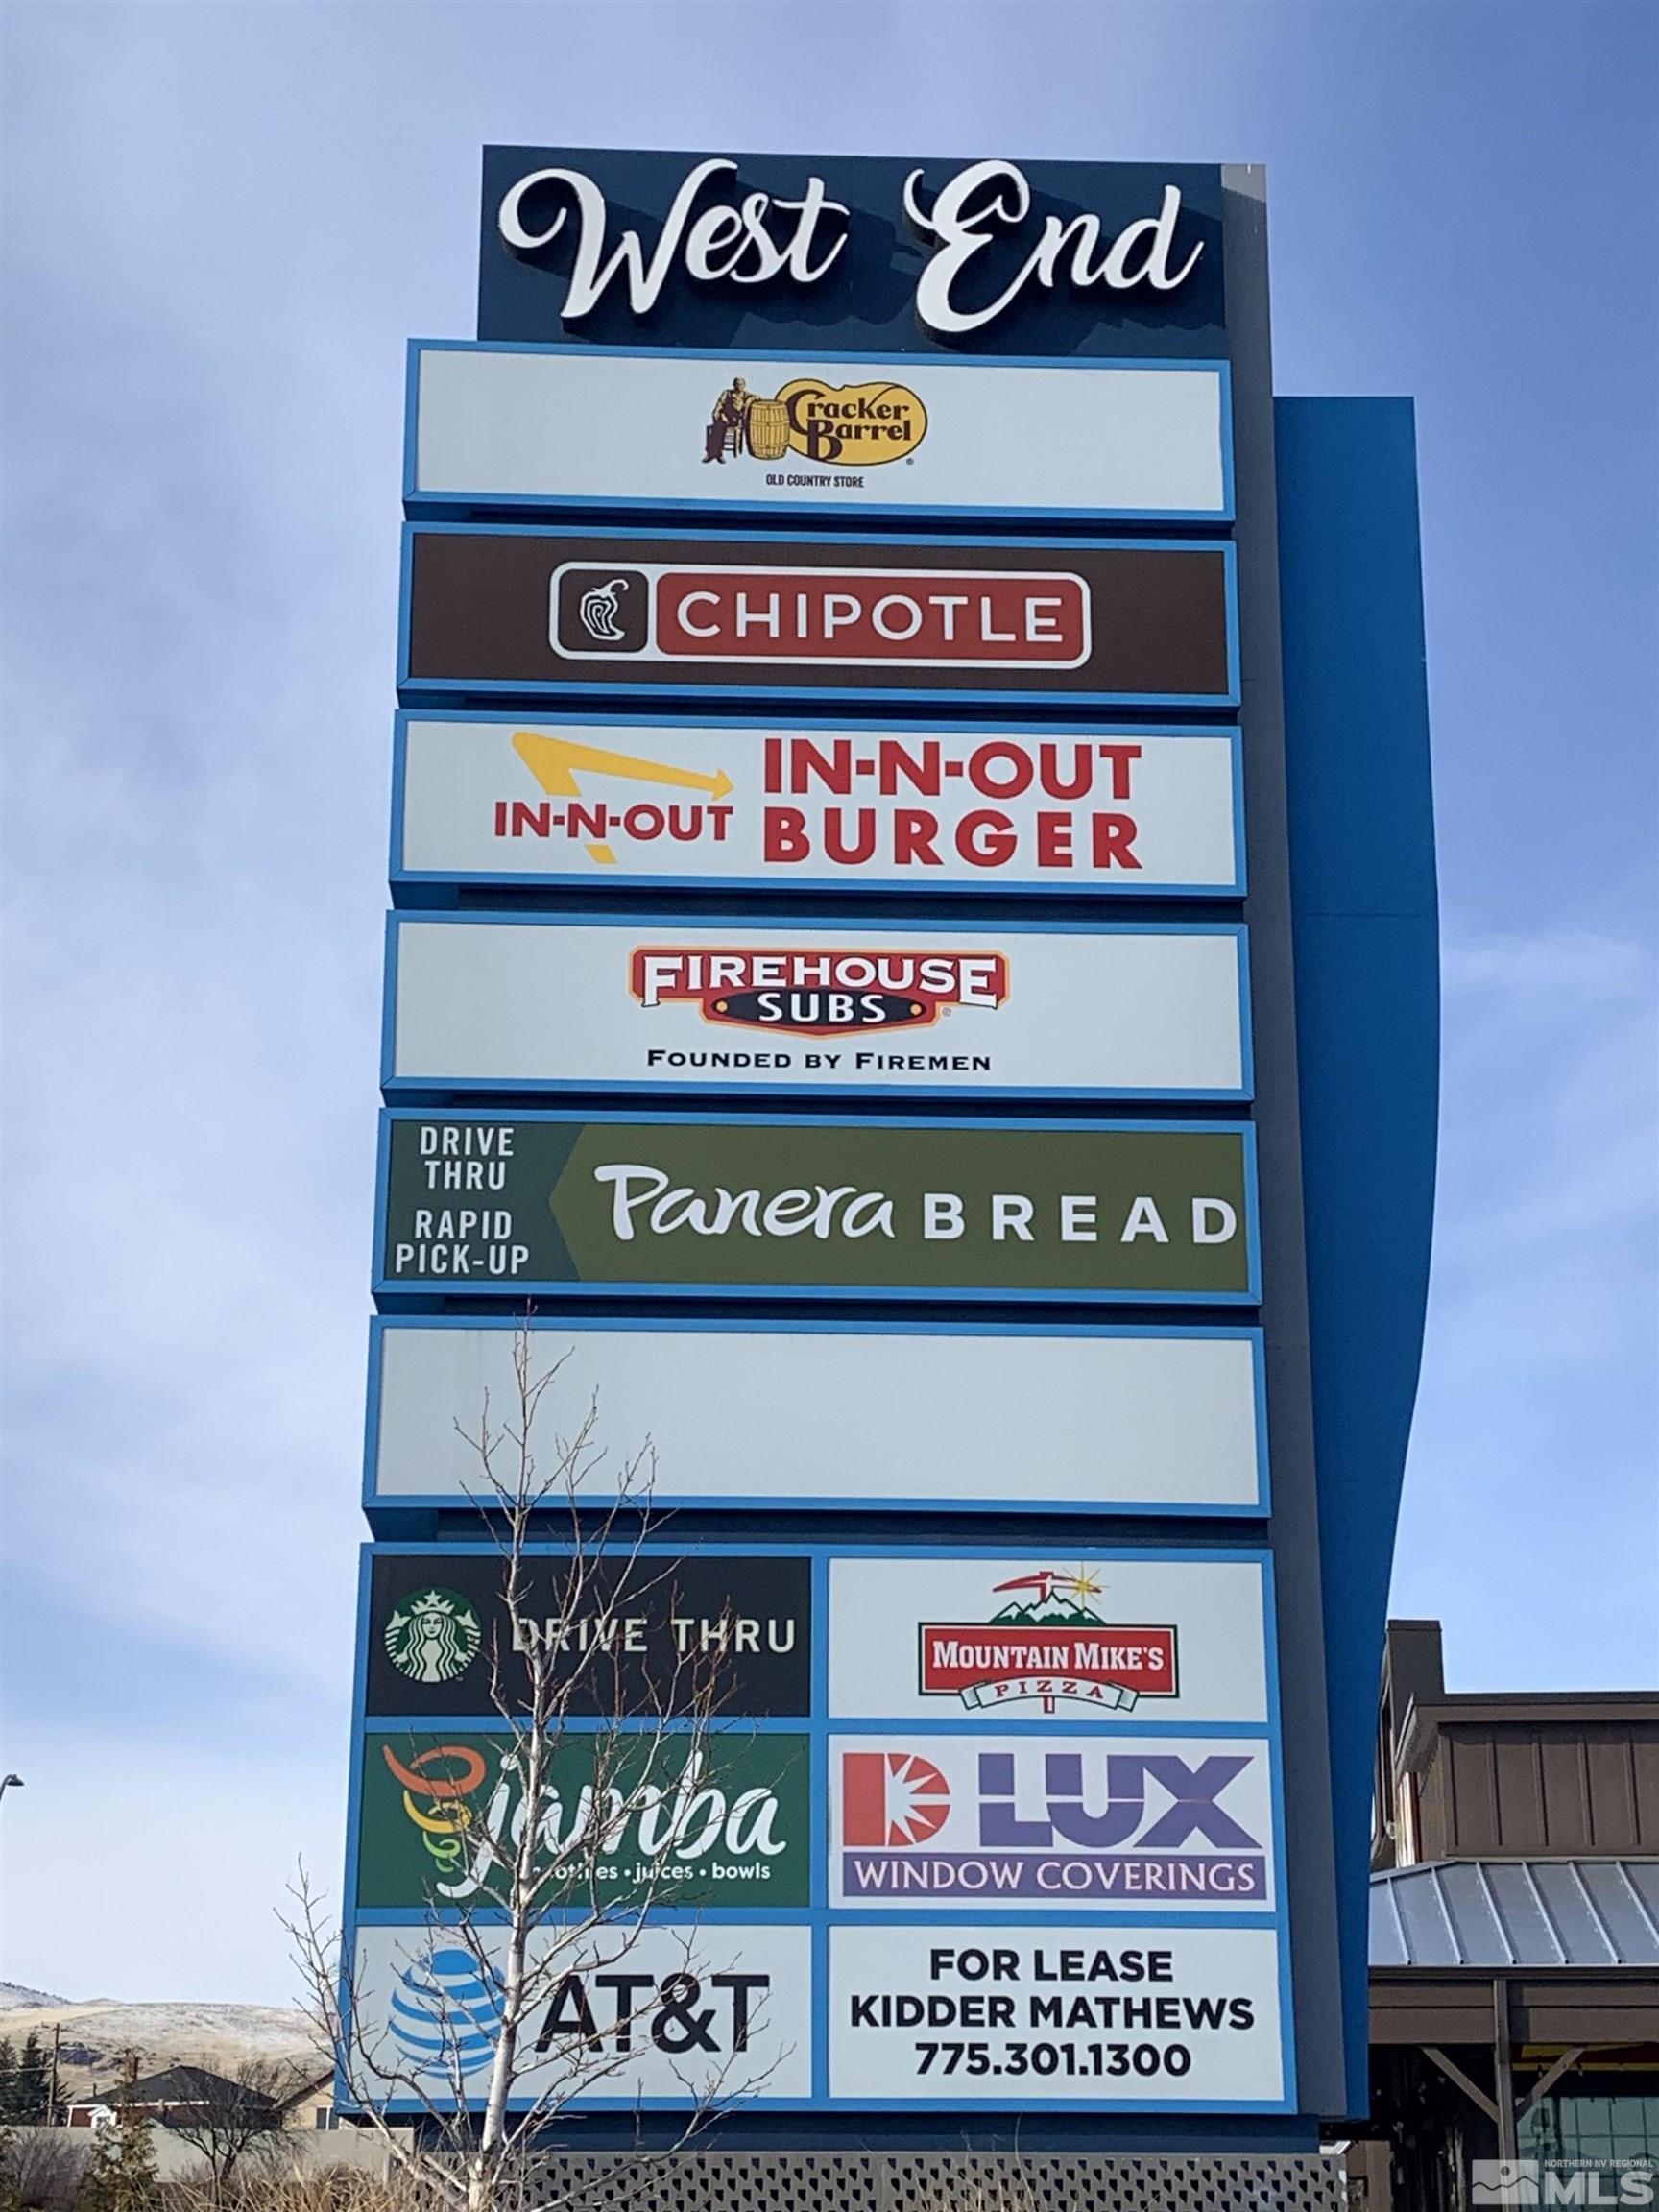 West End
Cracker
Barrel
OLD COUNTRY STORE
CHIPOTLE
IN-N-OUT
IN-N-OUT
BURGER
FIREHOUSE
SUBS
FOUNDED BY FIREMEN
DRIVE
THRU
RAPID
PICK-UP
Panera BREAD
DRIVE THRU
MOUNTAIN MIKE'S
PIZZA
jamba
smoothies • juices • bowls
D LUX
WINDOW COVERINGS
AT&T
FOR LEASE
KIDDER MATHEWS
775.301.1300
NORTHERN NV REGIONAL
MLS